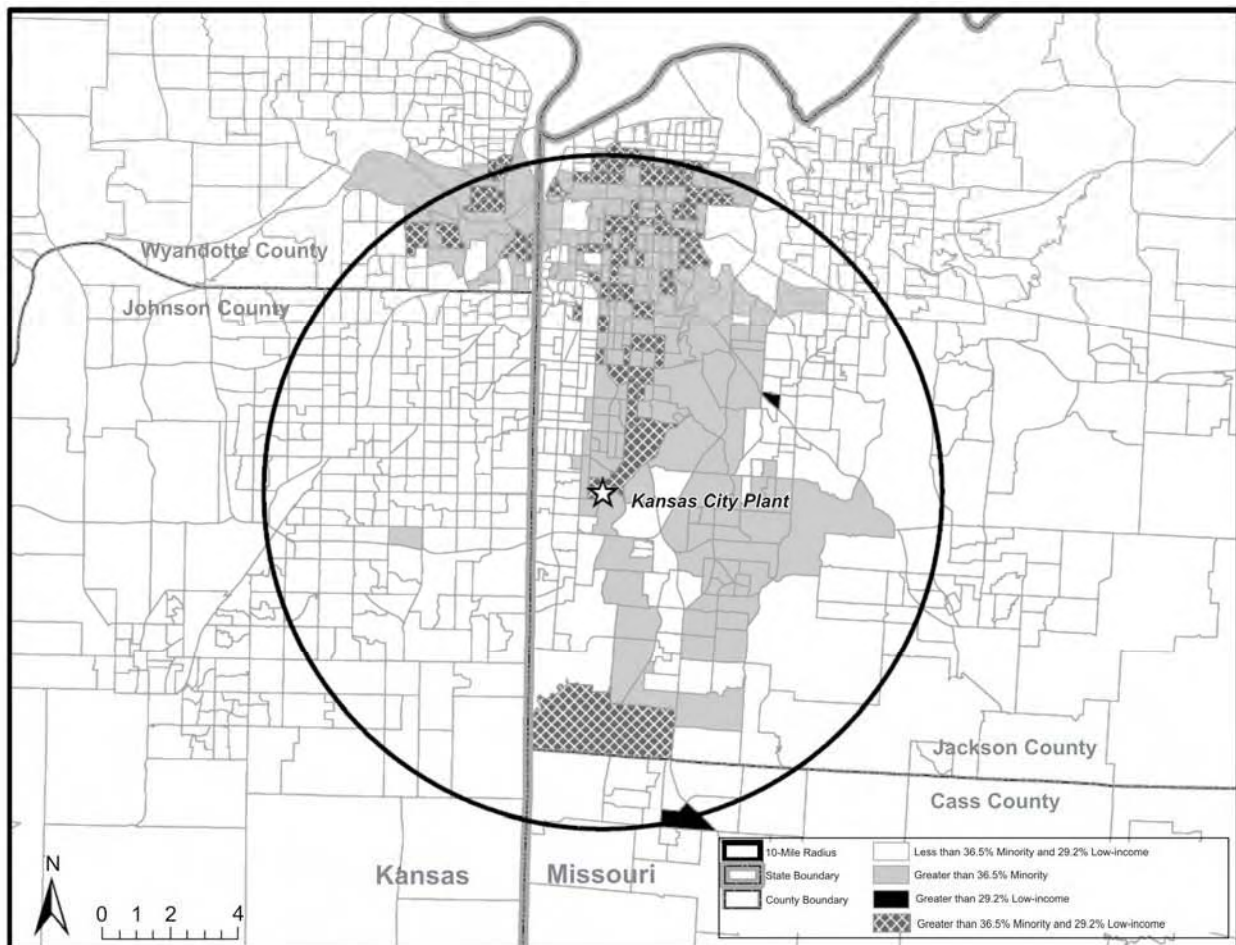 Wyandotte County
Johnson County
Kansas City Plant
Jackson County
Cass County
Kansas
Missouri
N
0 1 2 4
10-Mile Radius
State Boundary
County Boundary
Less than 36.5% Minority and 29.2% Low-income
Greater than 36.5% Minority
Greater than 29.2% Low-income
Greater than 36.5% Minority and 29.2% Low-income